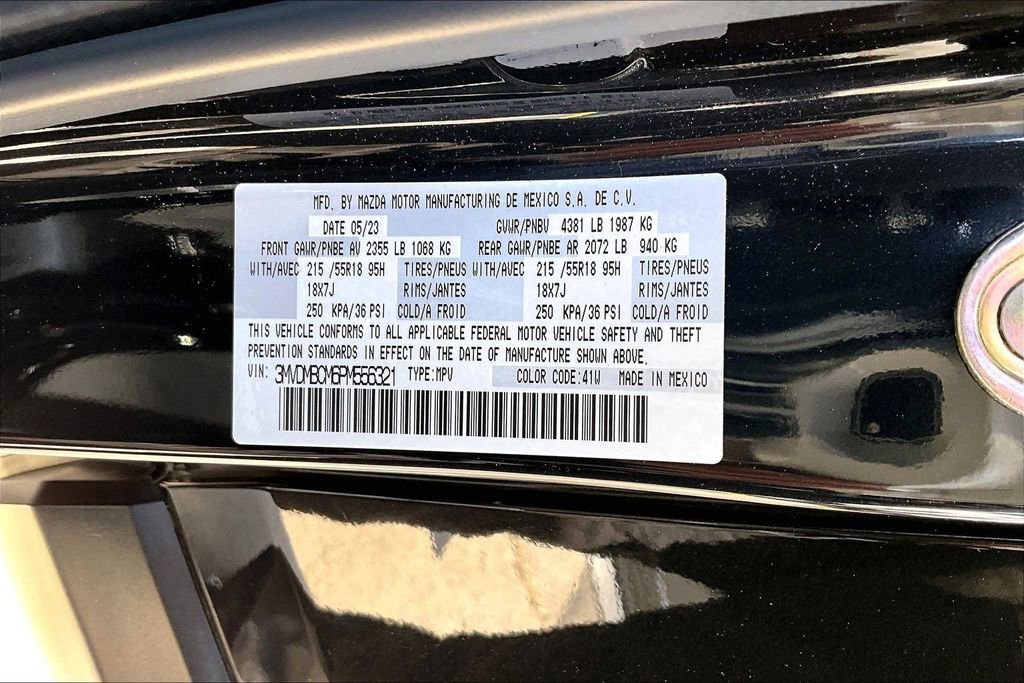 MFD. BY MAZDA MOTOR MANUFACTURING DE MEXICO S.A. DE C.V.
DATE 05/23 GVWR/PNBV 4381 LB 1987 KG
FRONT GAWR/PNBE AV 2355 LB 1068 KG REAR GAWR/PNBE AR 2072 LB 940 KG
WITH/AVEC 215 /55R18 95H TIRES/PNEUS WITH/AVEC 215 /55R18 95H TIRES/PNEUS
18X7J RIMS/JANTES 18X7J RIMS/JANTES
250 KPA/36 PSI COLD/A FROID 250 KPA/36 PSI COLD/A FROID
THIS VEHICLE CONFORMS TO ALL APPLICABLE FEDERAL MOTOR VEHICLE SAFETY AND THEFT
PREVENTION STANDARDS IN EFFECT ON THE DATE OF MANUFACTURE SHOWN ABOVE.
VIN: 3MVDMBCM6PM556321 TYPE:MPV COLOR CODE:41W MADE IN MEXICO